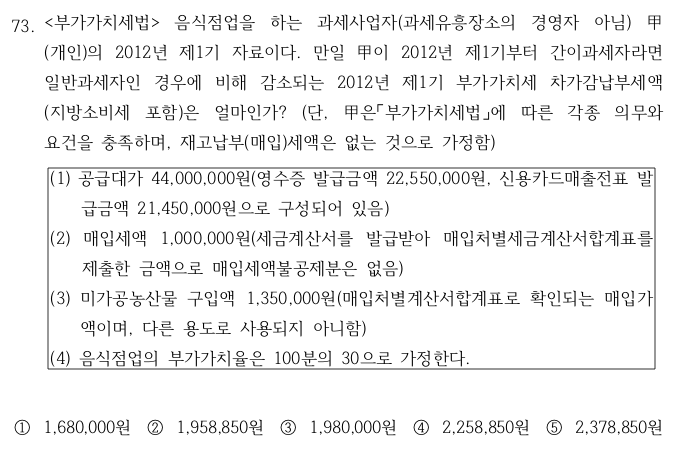 73. <부가가치세법> 음식점업을 하는 과세사업자(과세유흥장소의 경영자 아님) 甲
(개인)의 2012년 제1기 자료이다. 만일 甲이 2012년 제1기부터 간이과세자라면
일반과세자인 경우에 비해 감소되는 2012년 제1기 부가가치세 차가감납부세액
(지방소비세 포함)은 얼마인가? (단, 甲은「부가가치세법」에 따른 각종 의무와
요건을 충족하며, 재고납부(매입)세액은 없는 것으로 가정함)
(1) 공급대가 44,000,000원(영수증 발급금액 22,550,000원, 신용카드매출전표 발
급금액 21,450,000원으로 구성되어 있음)
(2) 매입세액 1,000,000원(세금계산서를 발급받아 매입처별세금계산서합계표를
제출한 금액으로 매입세액불공제분은 없음)
(3) 미가공농산물 구입액 1,350,000원(매입처별계산서합계표로 확인되는 매입가
액이며, 다른 용도로 사용되지 아니함)
(4) 음식점업의 부가가치율은 100분의 30으로 가정한다.
① 1,680,000원 ② 1,958,850원 ③ 1,980,000원 ④ 2,258,850원 ⑤ 2,378,850원